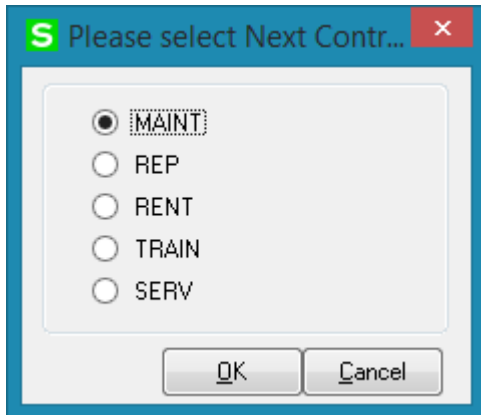 S Please select Next Contr...
MAINT
REP
RENT
TRAIN
SERV
OK Cancel